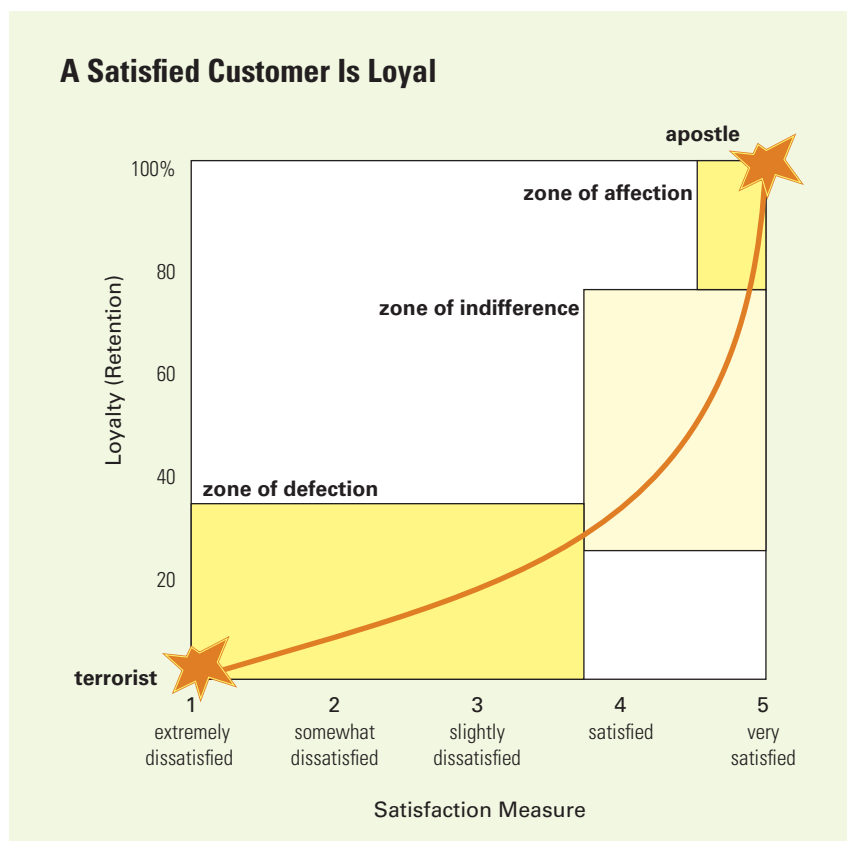 A Satisfied Customer Is Loyal
apostle
100%
zone of affection
80
zone of indifference
60
Loyalty (Retention)
40
zone of defection
20
terrorist
1 2 3 4 5
extremely somewhat slightly satisfied very
dissatisfied dissatisfied dissatisfied satisfied
Satisfaction Measure